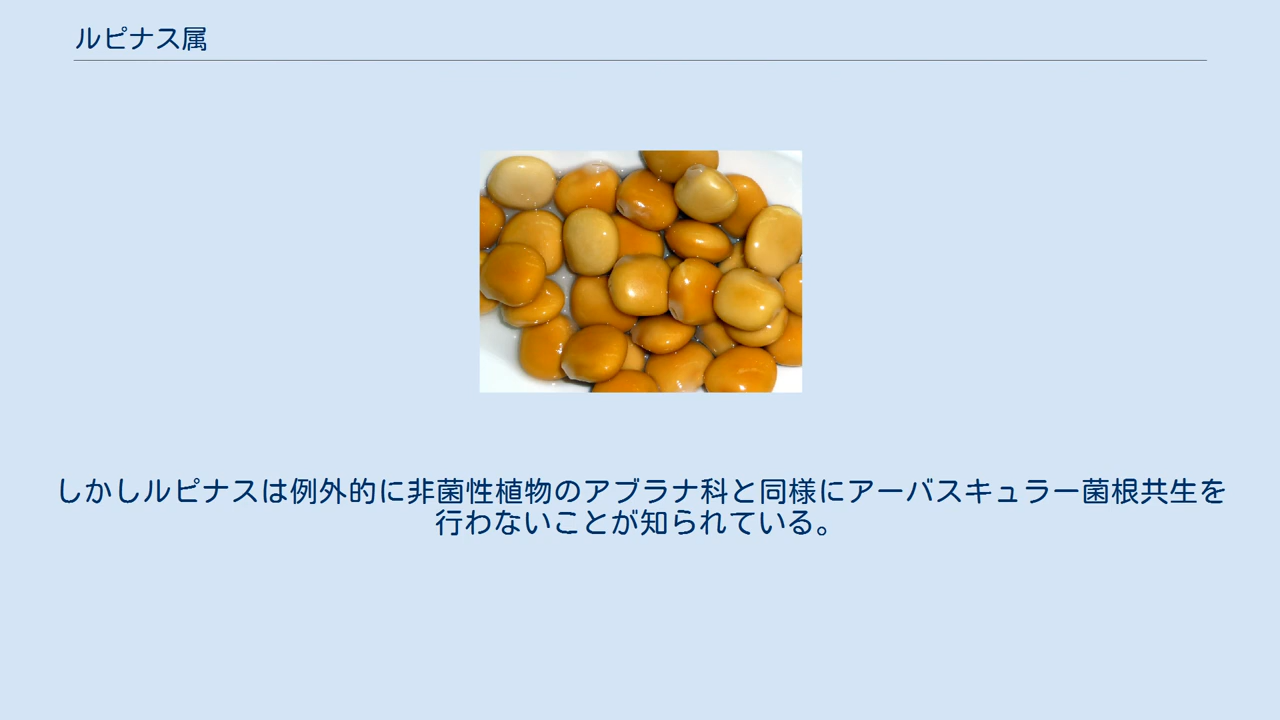 ルピナス属
しかしルピナスは例外的に非菌性植物のアブラナ科と同様にアーバスキュラー菌根共生を
行わないことが知られている。